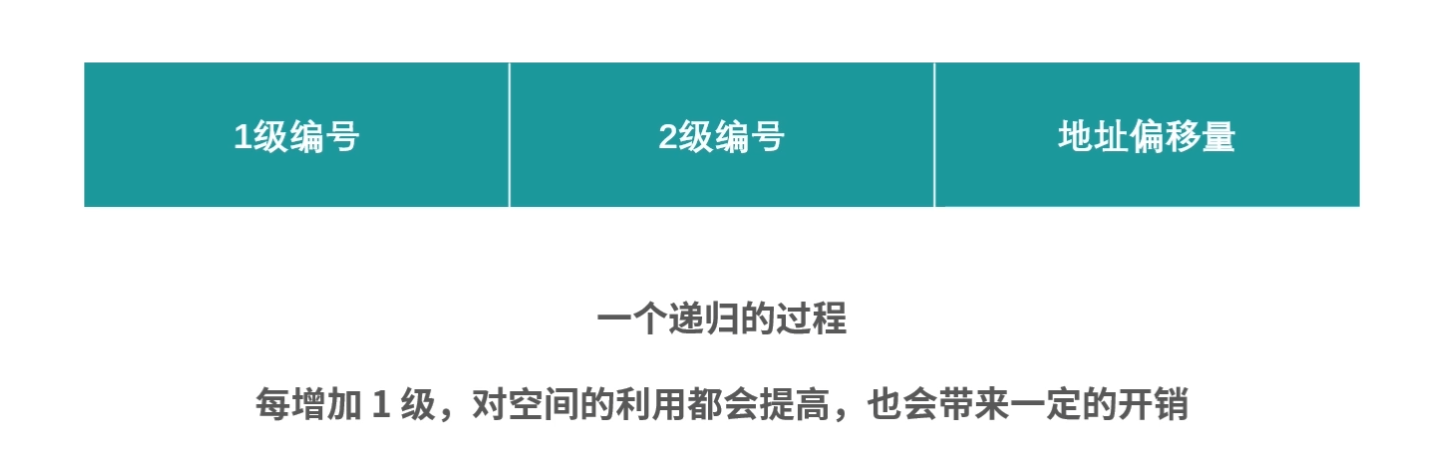 1级编号
2级编号
地址偏移量
一个递归的过程
每增加 1 级，对空间的利用都会提高，也会带来一定的开销